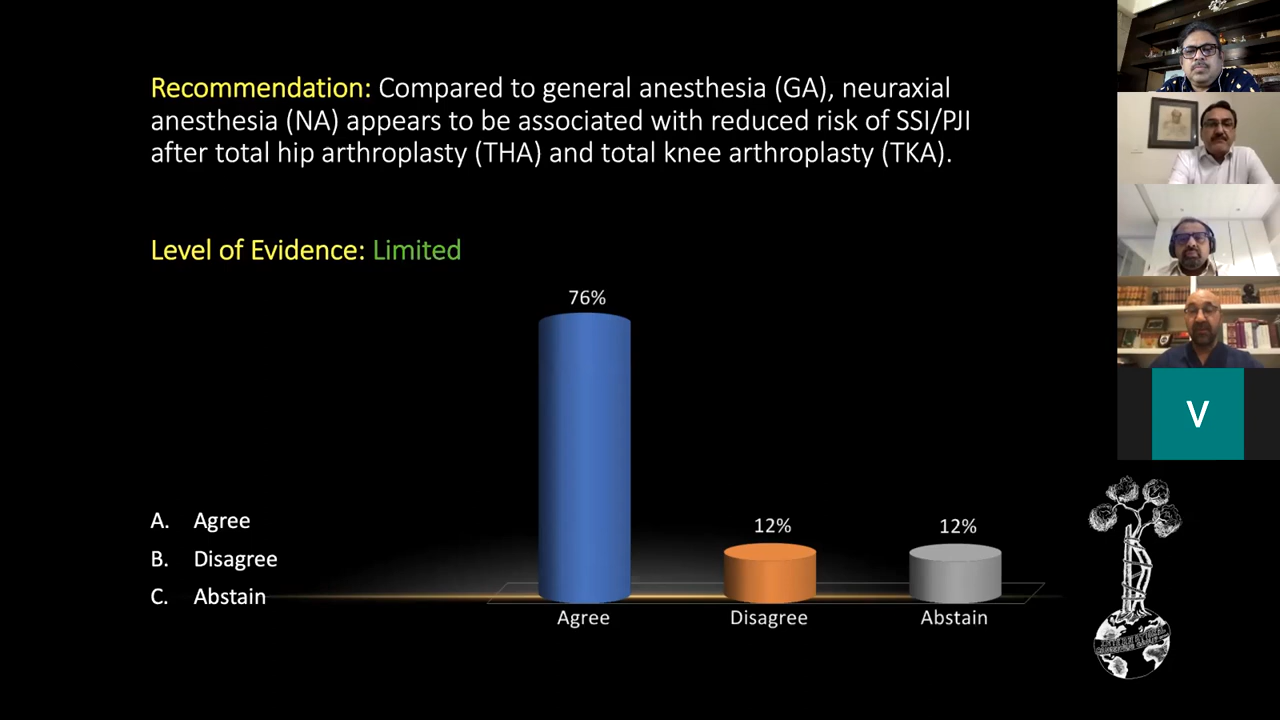 Recommendation: Compared to general anesthesia (GA), neuraxial
anesthesia (NA) appears to be associated with reduced risk of SSI/PJI
after total hip arthroplasty (THA) and total knee arthroplasty (TKA).
Level of Evidence: Limited
76%
12%
12%
A. Agree
B. Disagree
C. Abstain
Agree
Disagree
Abstain
V